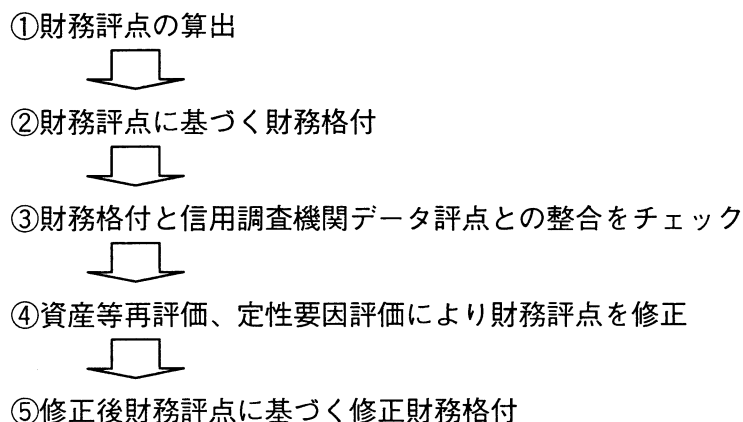 ①財務評点の算出
②財務評点に基づく財務格付
③財務格付と信用調査機関データ評点との整合をチェック
④資産等再評価、定性要因評価により財務評点を修正
⑤修正後財務評点に基づく修正財務格付